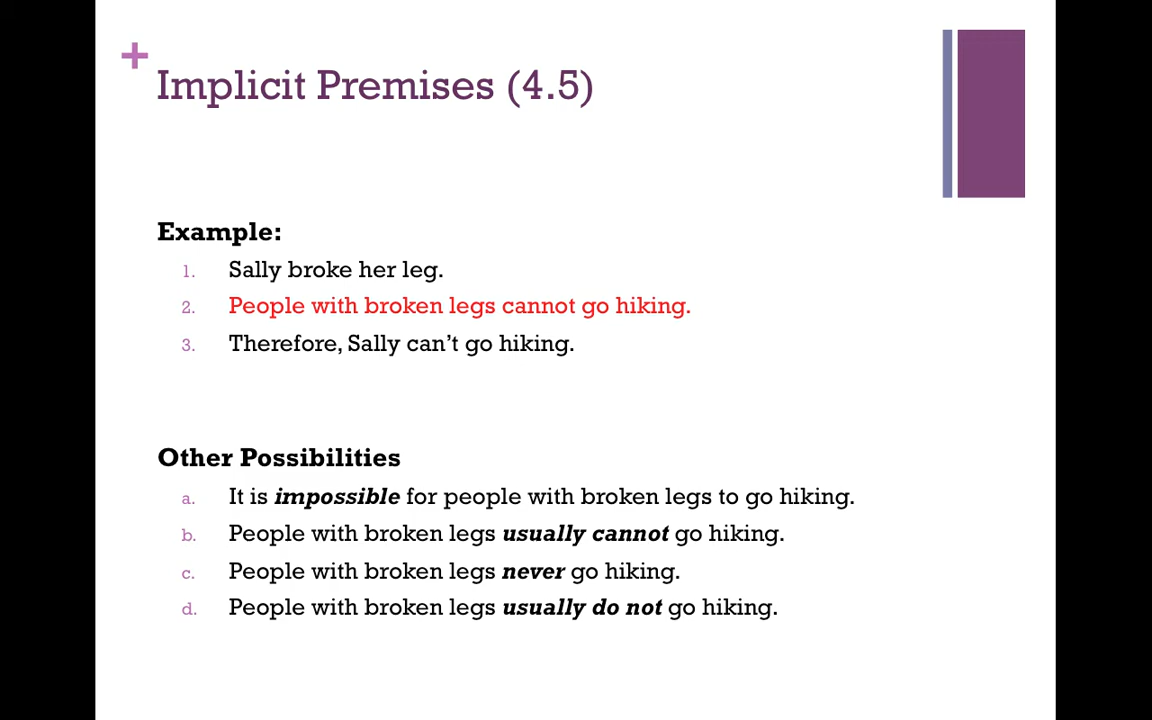 +
Implicit Premises (4.5)
Example:
1. Sally broke her leg.
2. People with broken legs cannot go hiking.
3. Therefore, Sally can’t go hiking.
Other Possibilities
a. It is impossible for people with broken legs to go hiking.
b. People with broken legs usually cannot go hiking.
c. People with broken legs never go hiking.
d. People with broken legs usually do not go hiking.